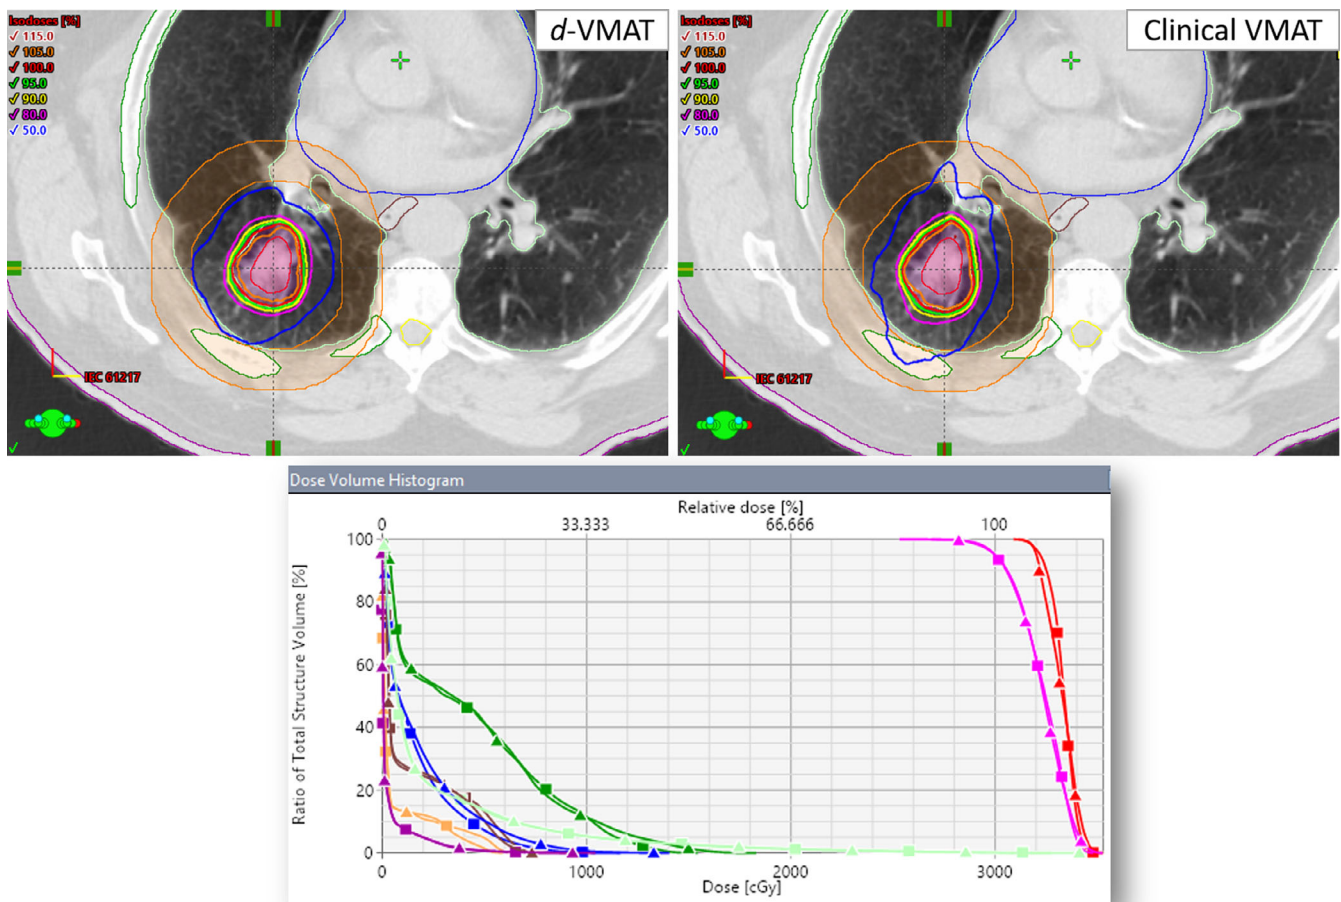 Isodoses [%]
✓ 115.0
✓ 105.0
✓ 100.0
✓ 95.0
✓ 90.0
✓ 80.0
✓ 50.0
d-VMAT
IEC 61217
Isodoses [%]
✓ 115.0
✓ 105.0
✓ 100.0
✓ 95.0
✓ 90.0
✓ 80.0
✓ 50.0
Clinical VMAT
IEC 61217
Dose Volume Histogram
Relative dose [%]
0 33.333 66.666 100
Ratio of Total Structure Volume [%]
100
80
60
40
20
0
0 1000 2000 3000
Dose [cGy]